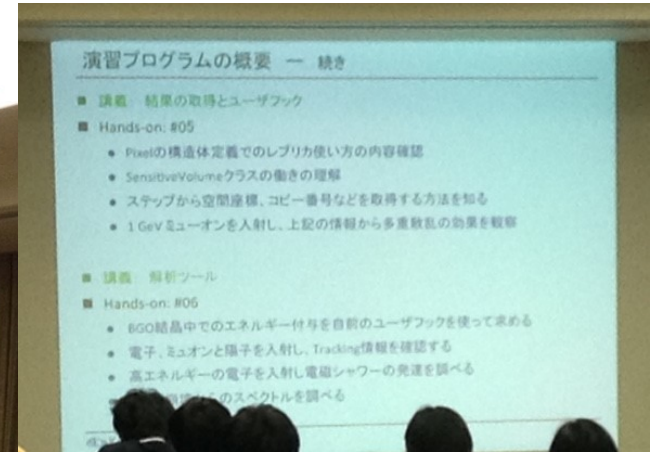 演習プログラムの概要 ー 続き
講義 結果の取得とユーザフック
Hands-on: #05
Pixelの構造体定義でのレプリカ使い方の内容確認
SensitiveVolumeクラスの働きの理解
ステップから空間座標、コピー番号などを取得する方法を知る
1 GeV ミューオンを入射し、上記の情報から多重散乱の効果を観察
講義 解析ツール
Hands-on: #06
BGO結晶中でのエネルギー付与を自前のユーザフックを使って求める
電子、ミュオンと陽子を入射し、Tracking情報を確認する
高エネルギーの電子を入射し電磁シャワーの発達を調べる
のスペクトルを調べる